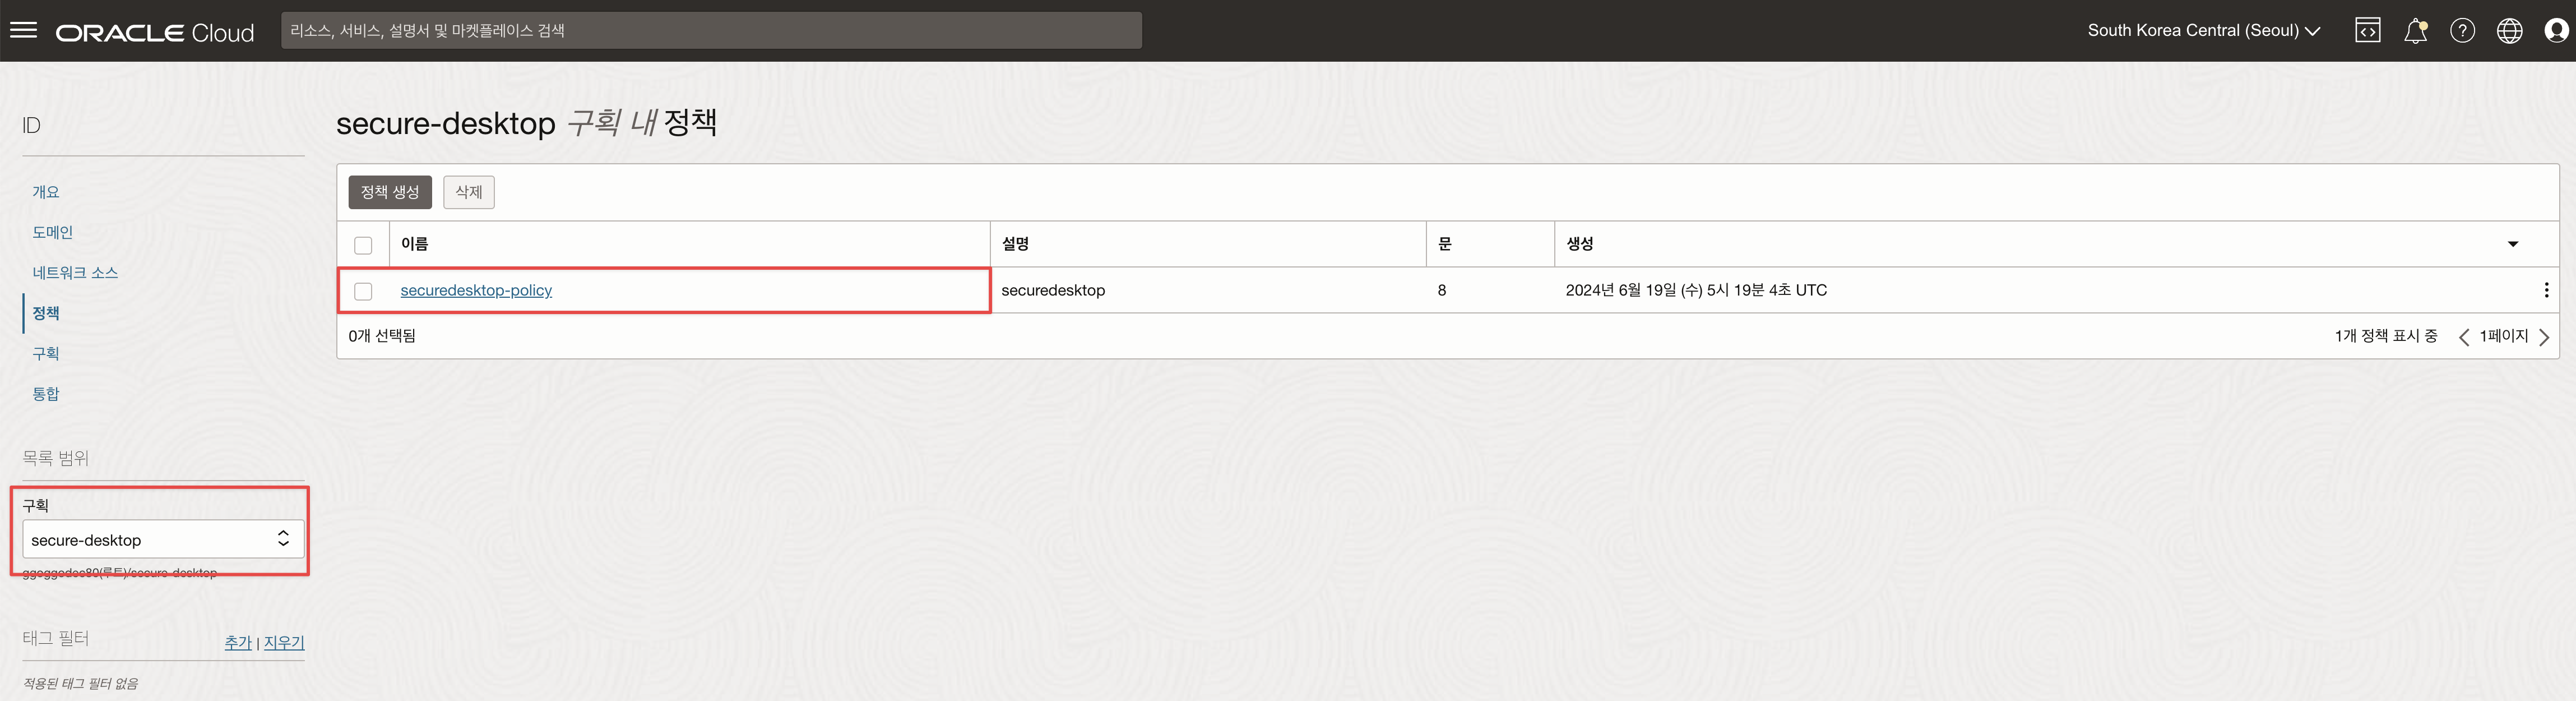 ORACLE Cloud
리소스, 서비스, 설명서 및 마켓플레이스 검색
South Korea Central (Seoul)
ID
개요
도메인
네트워크 소스
정책
구획
통합
목록 범위
구획
secure-desktop
ggoggodoc80(루트)/secure-desktop
태그 필터
추가 | 지우기
적용된 태그 필터 없음
secure-desktop 구획 내 정책
정책 생성 삭제
이름 설명 문 생성
securedesktop-policy securedesktop 8 2024년 6월 19일 (수) 5시 19분 4초 UTC
0개 선택됨 1개 정책 표시 중 1페이지